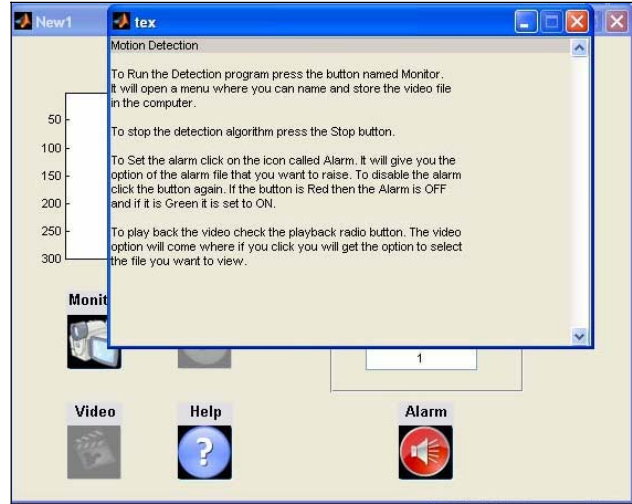 New1
tex
Motion Detection
To Run the Detection program press the button named Monitor.
It will open a menu where you can name and store the video file
in the computer.
To stop the detection algorithm press the Stop button.
To Set the alarm click on the icon called Alarm. It will give you the
option of the alarm file that you want to raise. To disable the alarm
click the button again. If the button is Red then the Alarm is OFF
and if it is Green it is set to ON.
To play back the video check the playback radio button. The video
option will come where if you click you will get the option to select
the file you want to view.
50
100
150
200
250
300
Monit
1
Video
Help
Alarm
?